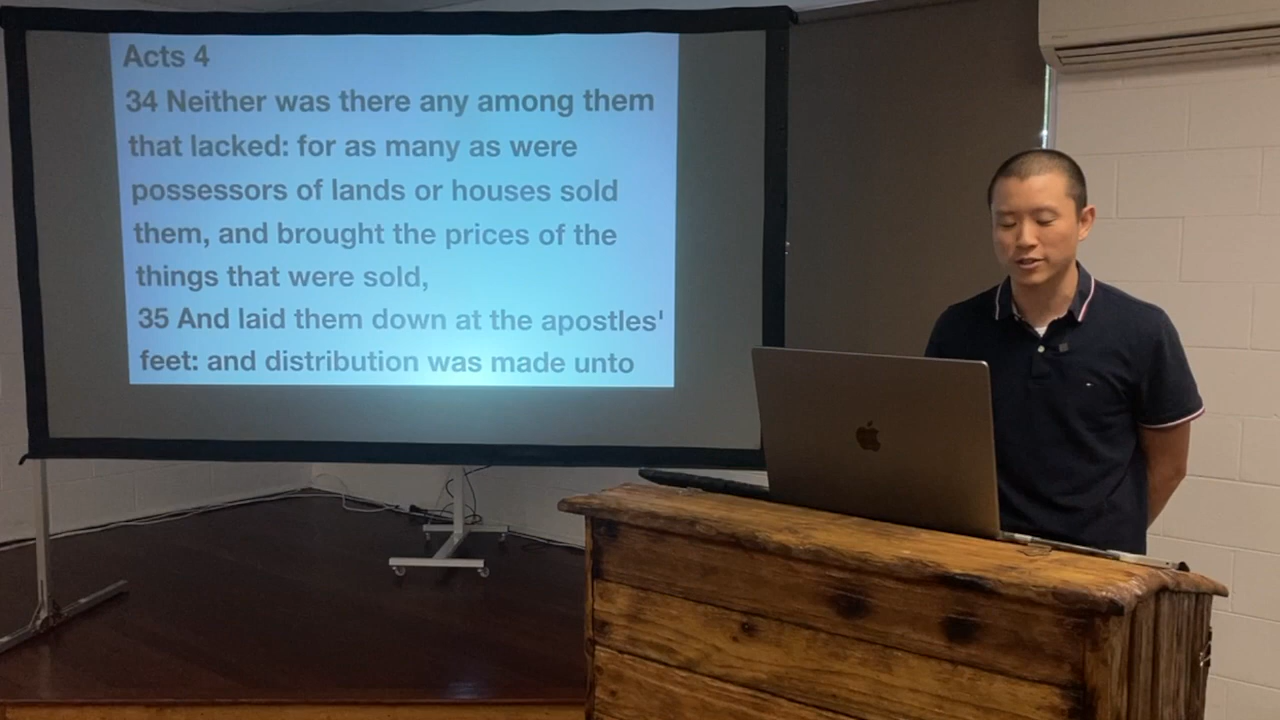 Acts 4
34 Neither was there any among them
that lacked: for as many as were
possessors of lands or houses sold
them, and brought the prices of the
things that were sold,
35 And laid them down at the apostles'
feet: and distribution was made unto